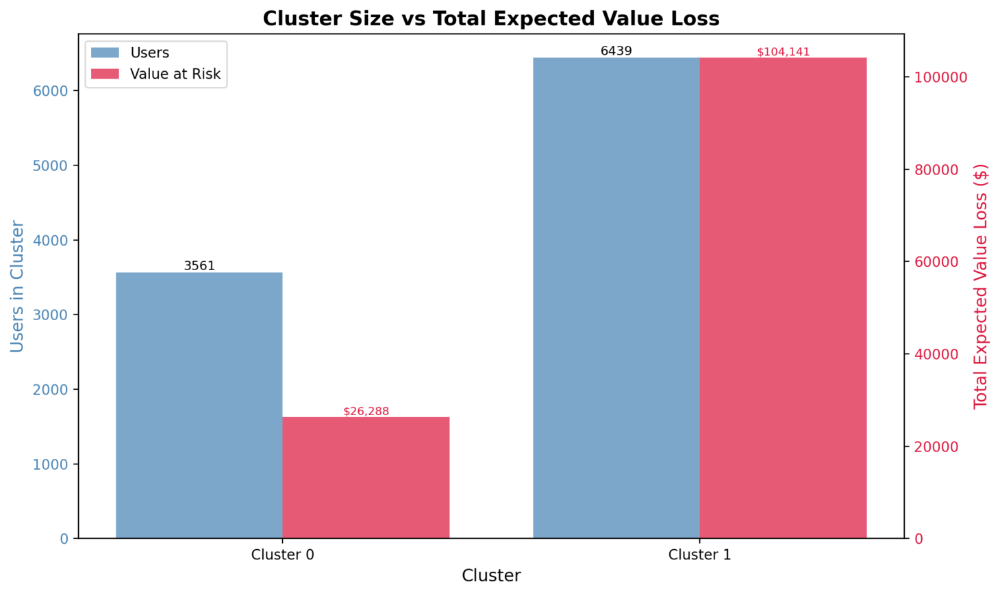 Cluster Size vs Total Expected Value Loss
Users
Value at Risk
Users in Cluster
6000
5000
4000
3000
2000
1000
0
3561
$26,288
6439
$104,141
100000
80000
60000
40000
20000
0
Total Expected Value Loss ($)
Cluster 0
Cluster 1
Cluster